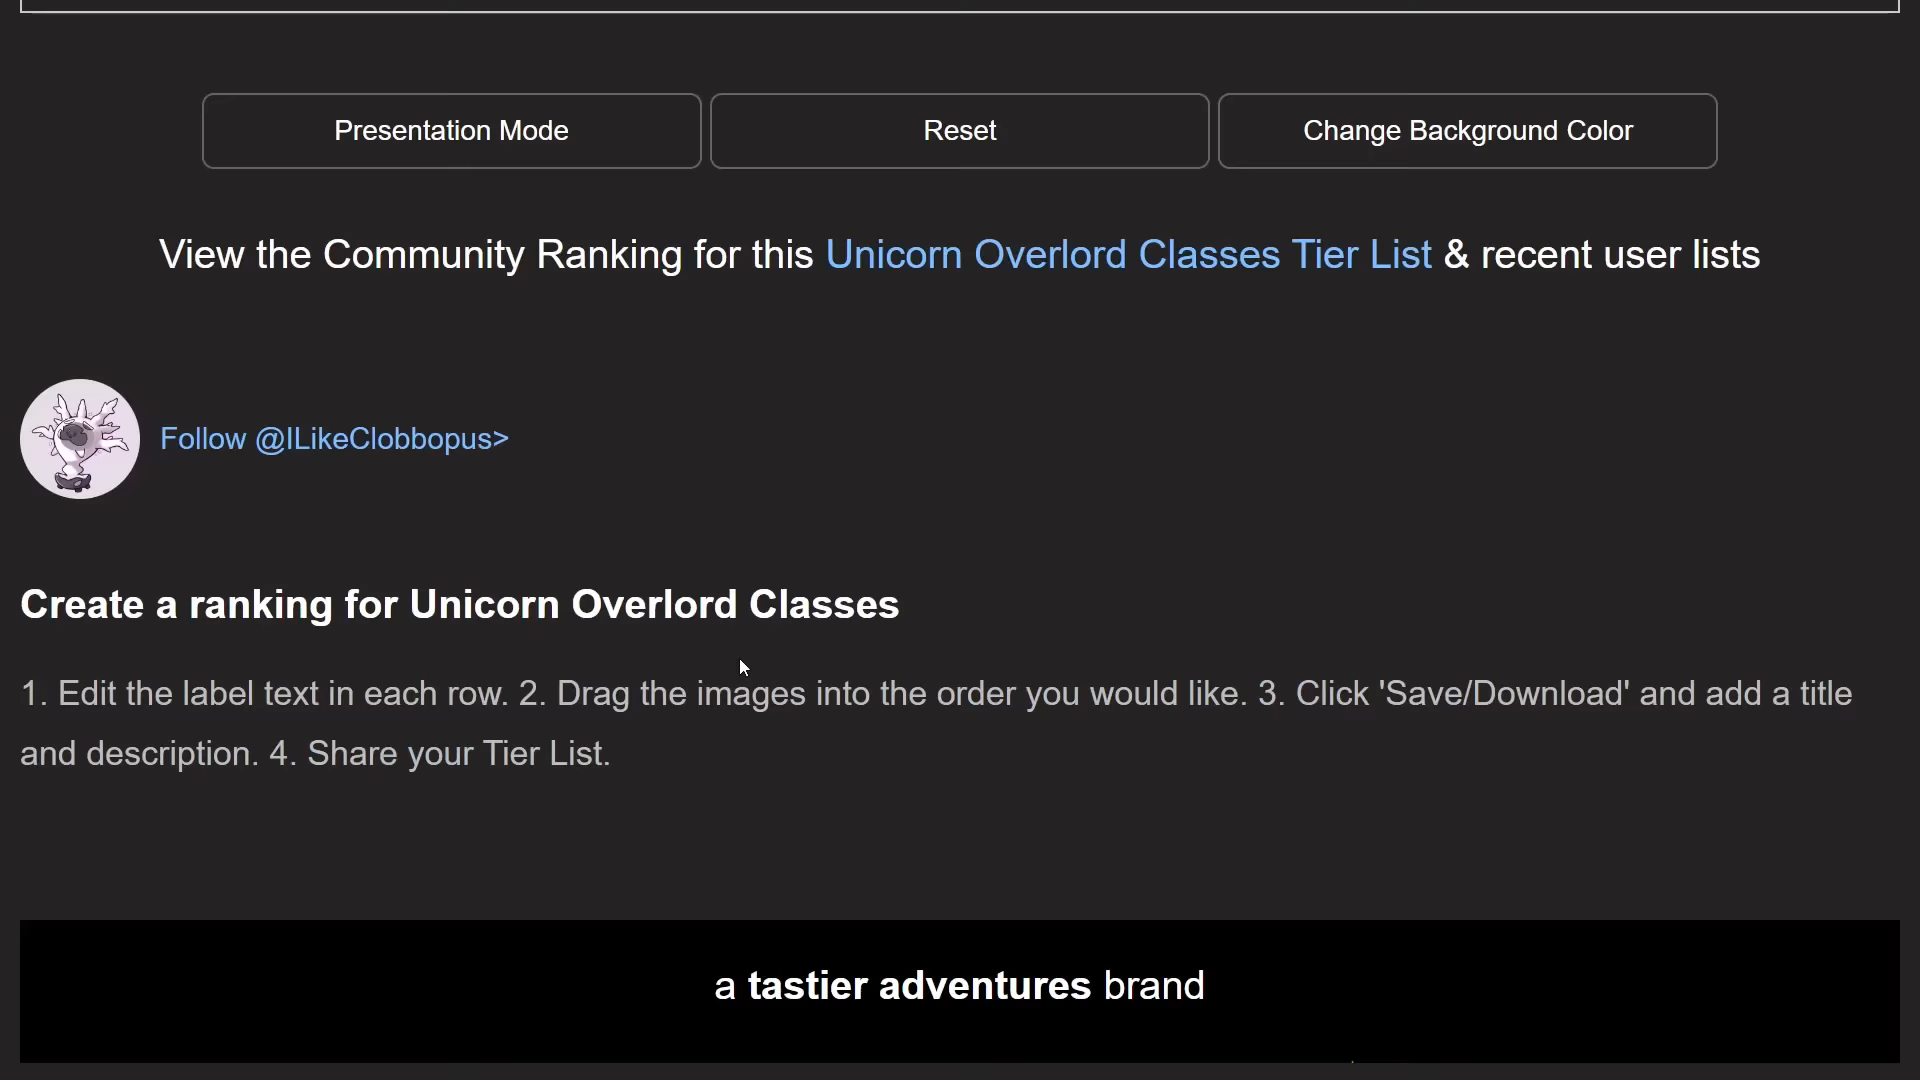 Presentation Mode
Reset
Change Background Color
View the Community Ranking for this Unicorn Overlord Classes Tier List & recent user lists
Follow @ILikeClobbopus>
Create a ranking for Unicorn Overlord Classes
1. Edit the label text in each row. 2. Drag the images into the order you would like. 3. Click 'Save/Download' and add a title
and description. 4. Share your Tier List.
a tastier adventures brand